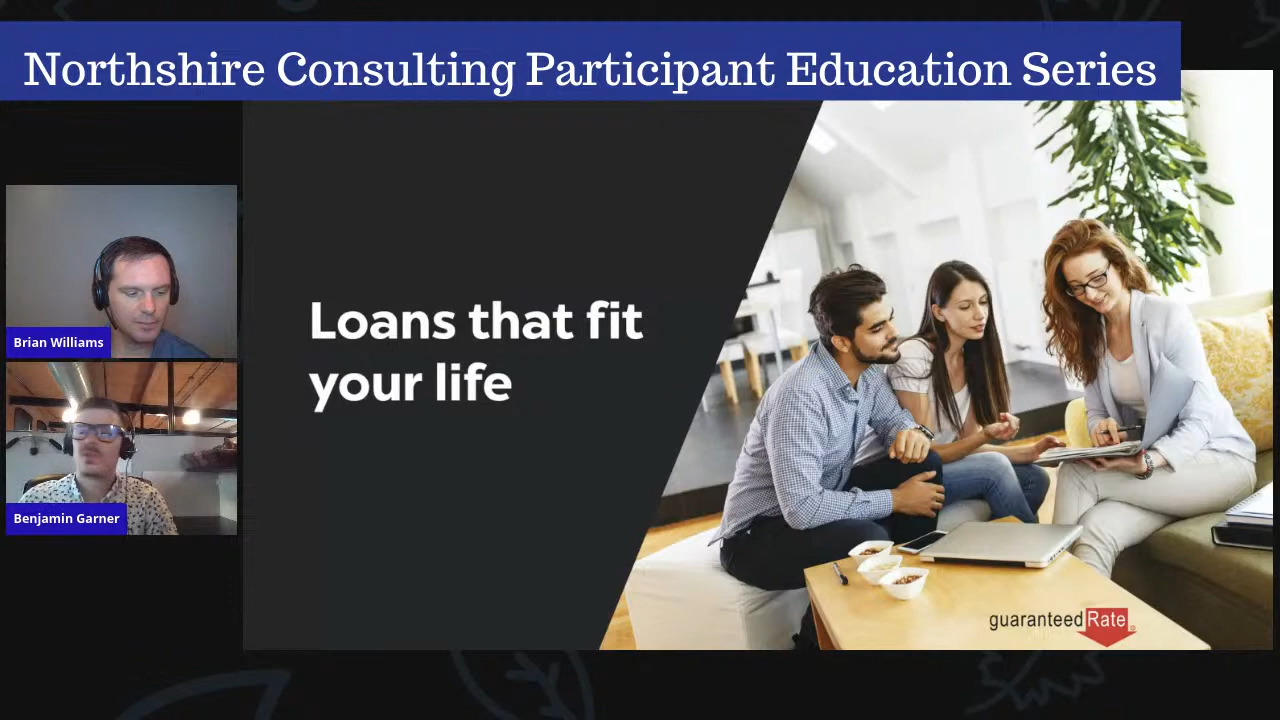 Northshire Consulting Participant Education Series
Brian Williams
Benjamin Garner
Loans that fit
your life
guaranteedRate